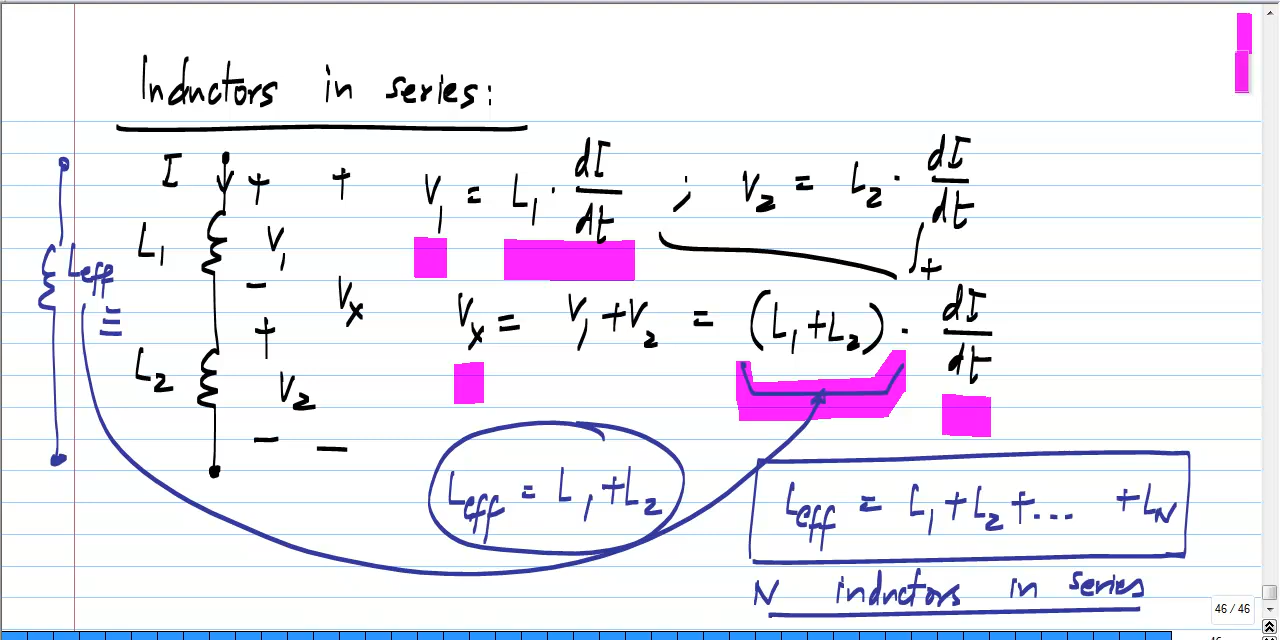 Inductors in series:
I + +
V₁ = L₁ · dI/dt ; V₂ = L₂ · dI/dt
L₁ V₁
Leff
−
≡ Vₓ
Vₓ = V₁ + V₂ = (L₁ + L₂) · dI/dt
+
L₂ V₂
− −
Leff = L₁ + L₂
Leff = L₁ + L₂ + ... + L_N
N inductors in series
46 / 46